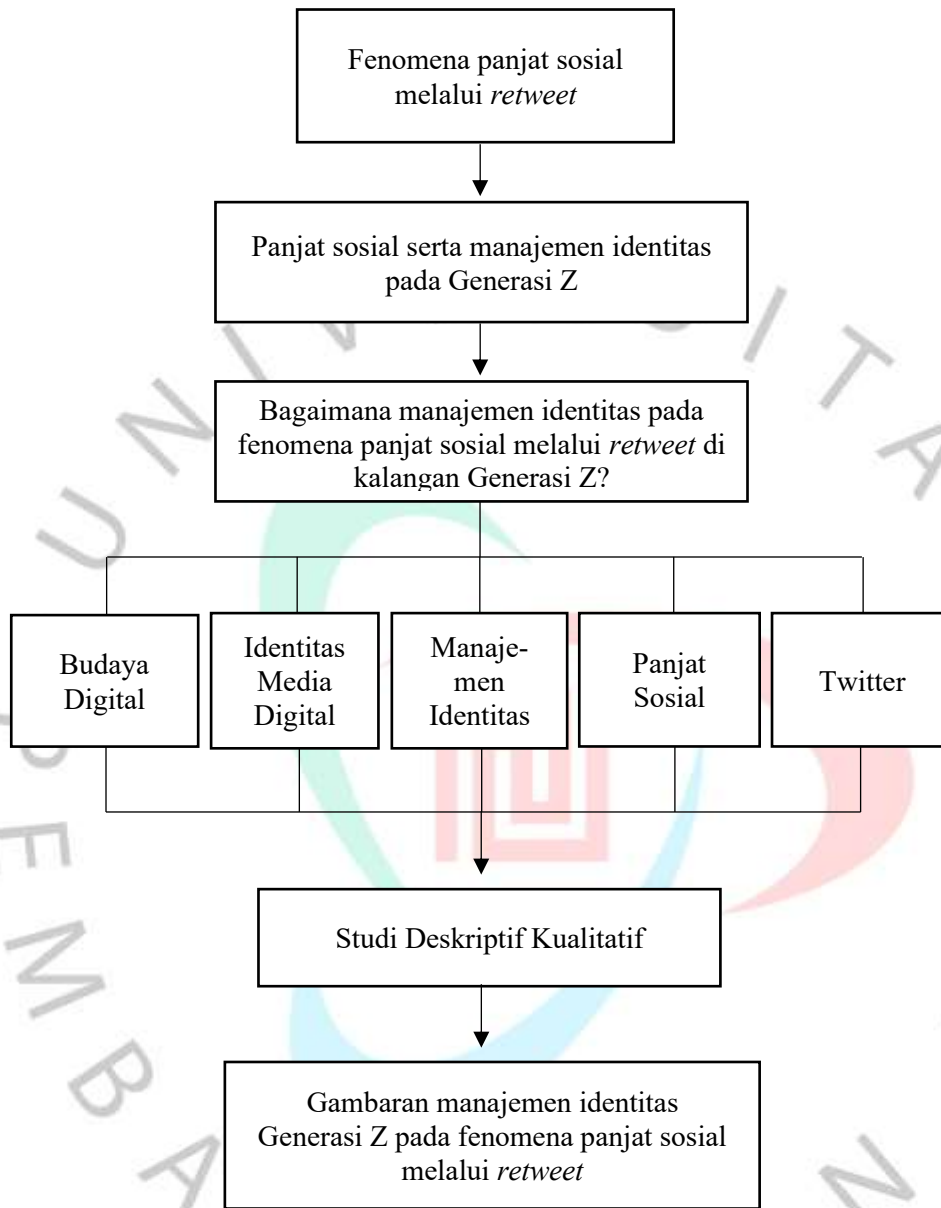 Fenomena panjat sosial
melalui retweet
Panjat sosial serta manajemen identitas
pada Generasi Z
Bagaimana manajemen identitas pada
fenomena panjat sosial melalui retweet di
kalangan Generasi Z?
Budaya
Digital
Identitas
Media
Digital
Manaje-
men
Identitas
Panjat
Sosial
Twitter
Studi Deskriptif Kualitatif
Gambaran manajemen identitas
Generasi Z pada fenomena panjat sosial
melalui retweet